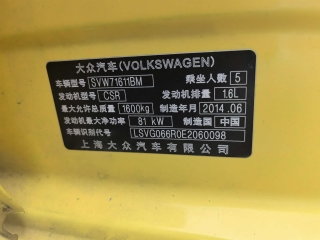 大众汽车(VOLKSWAGEN)
车辆型号 SVW71611BM 乘坐人数 5
发动机型号 CSR 发动机排量 1.6L
最大允许总质量 1600kg 制造年月 2014.06
发动机最大净功率 81 kW 制造国 中国
车辆识别代号 LSVG066R0E2060098
上海大众汽车有限公司